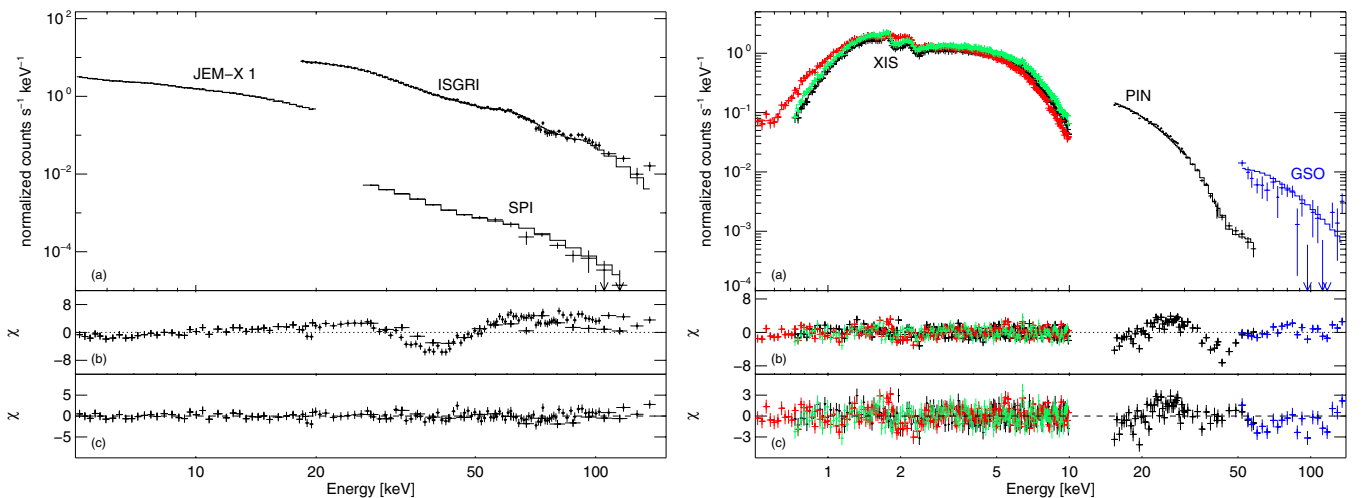 10²
JEM−X 1
ISGRI
10⁰
10⁻²
SPI
10⁻⁴
normalized counts s⁻¹ keV⁻¹
(a)
8
0
−8
χ
(b)
5
0
−5
χ
(c)
10 20 50 100
Energy [keV]
10⁰
XIS
PIN
10⁻¹
10⁻²
GSO
10⁻³
10⁻⁴
normalized counts s⁻¹ keV⁻¹
(a)
8
0
−8
χ
(b)
3
0
−3
χ
(c)
1 2 5 10 20 50 100
Energy [keV]